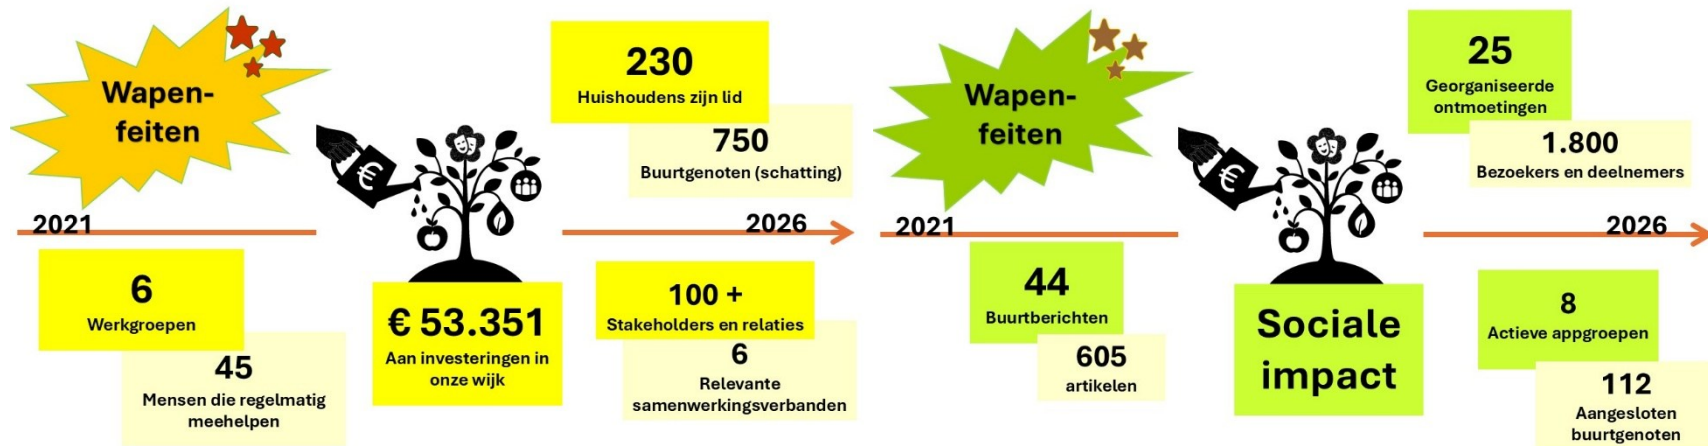 Wapen-
feiten
230
Huishoudens zijn lid
750
Buurtgenoten (schatting)
€
2021
2026
6
Werkgroepen
45
Mensen die regelmatig
meehelpen
€ 53.351
Aan investeringen in
onze wijk
100 +
Stakeholders en relaties
6
Relevante
samenwerkingsverbanden
Wapen-
feiten
25
Georganiseerde
ontmoetingen
1.800
Bezoekers en deelnemers
€
2021
2026
44
Buurtberichten
605
artikelen
Sociale
impact
8
Actieve appgroepen
112
Aangesloten
buurtgenoten